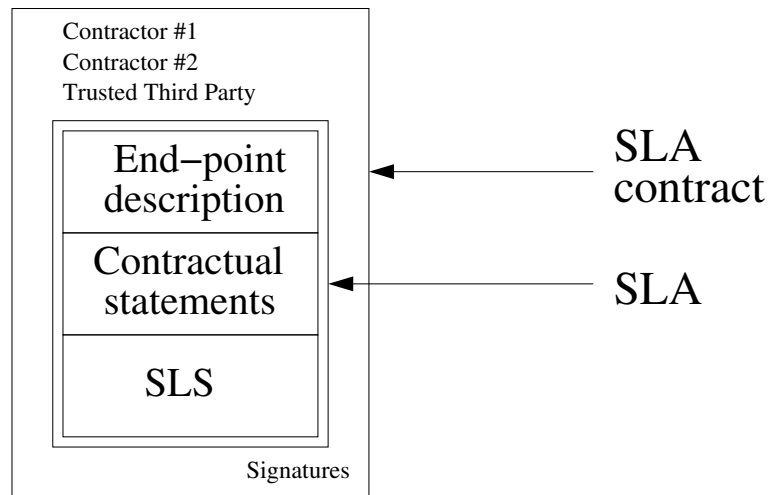 Contractor #1
Contractor #2
Trusted Third Party
End−point
description
Contractual
statements
SLS
Signatures
SLA
contract
SLA